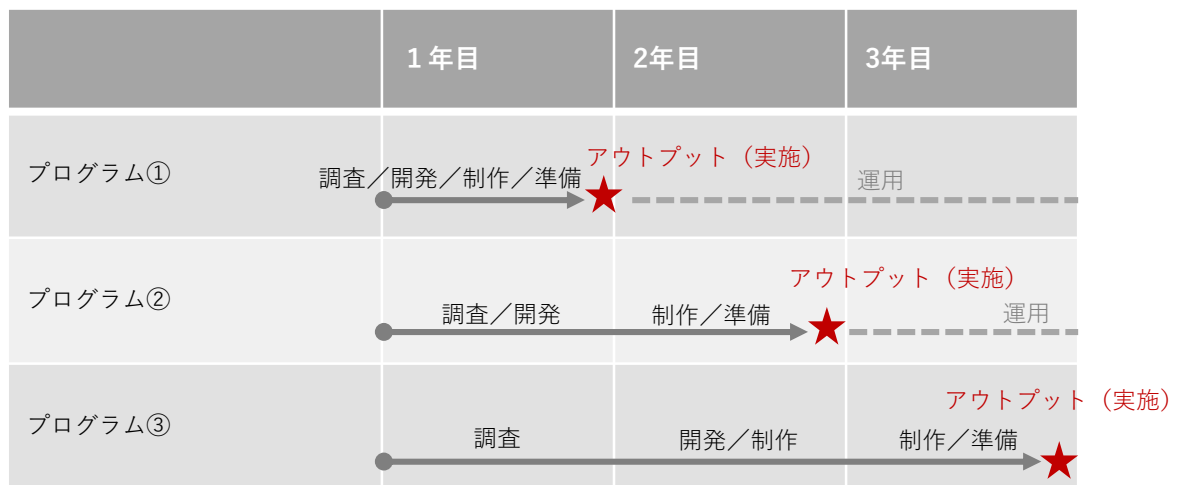 1年目
2年目
3年目
プログラム①
アウトプット（実施）
調査／開発／制作／準備
運用
プログラム②
アウトプット（実施）
調査／開発
制作／準備
運用
プログラム③
アウトプット（実施）
調査
開発／制作
制作／準備